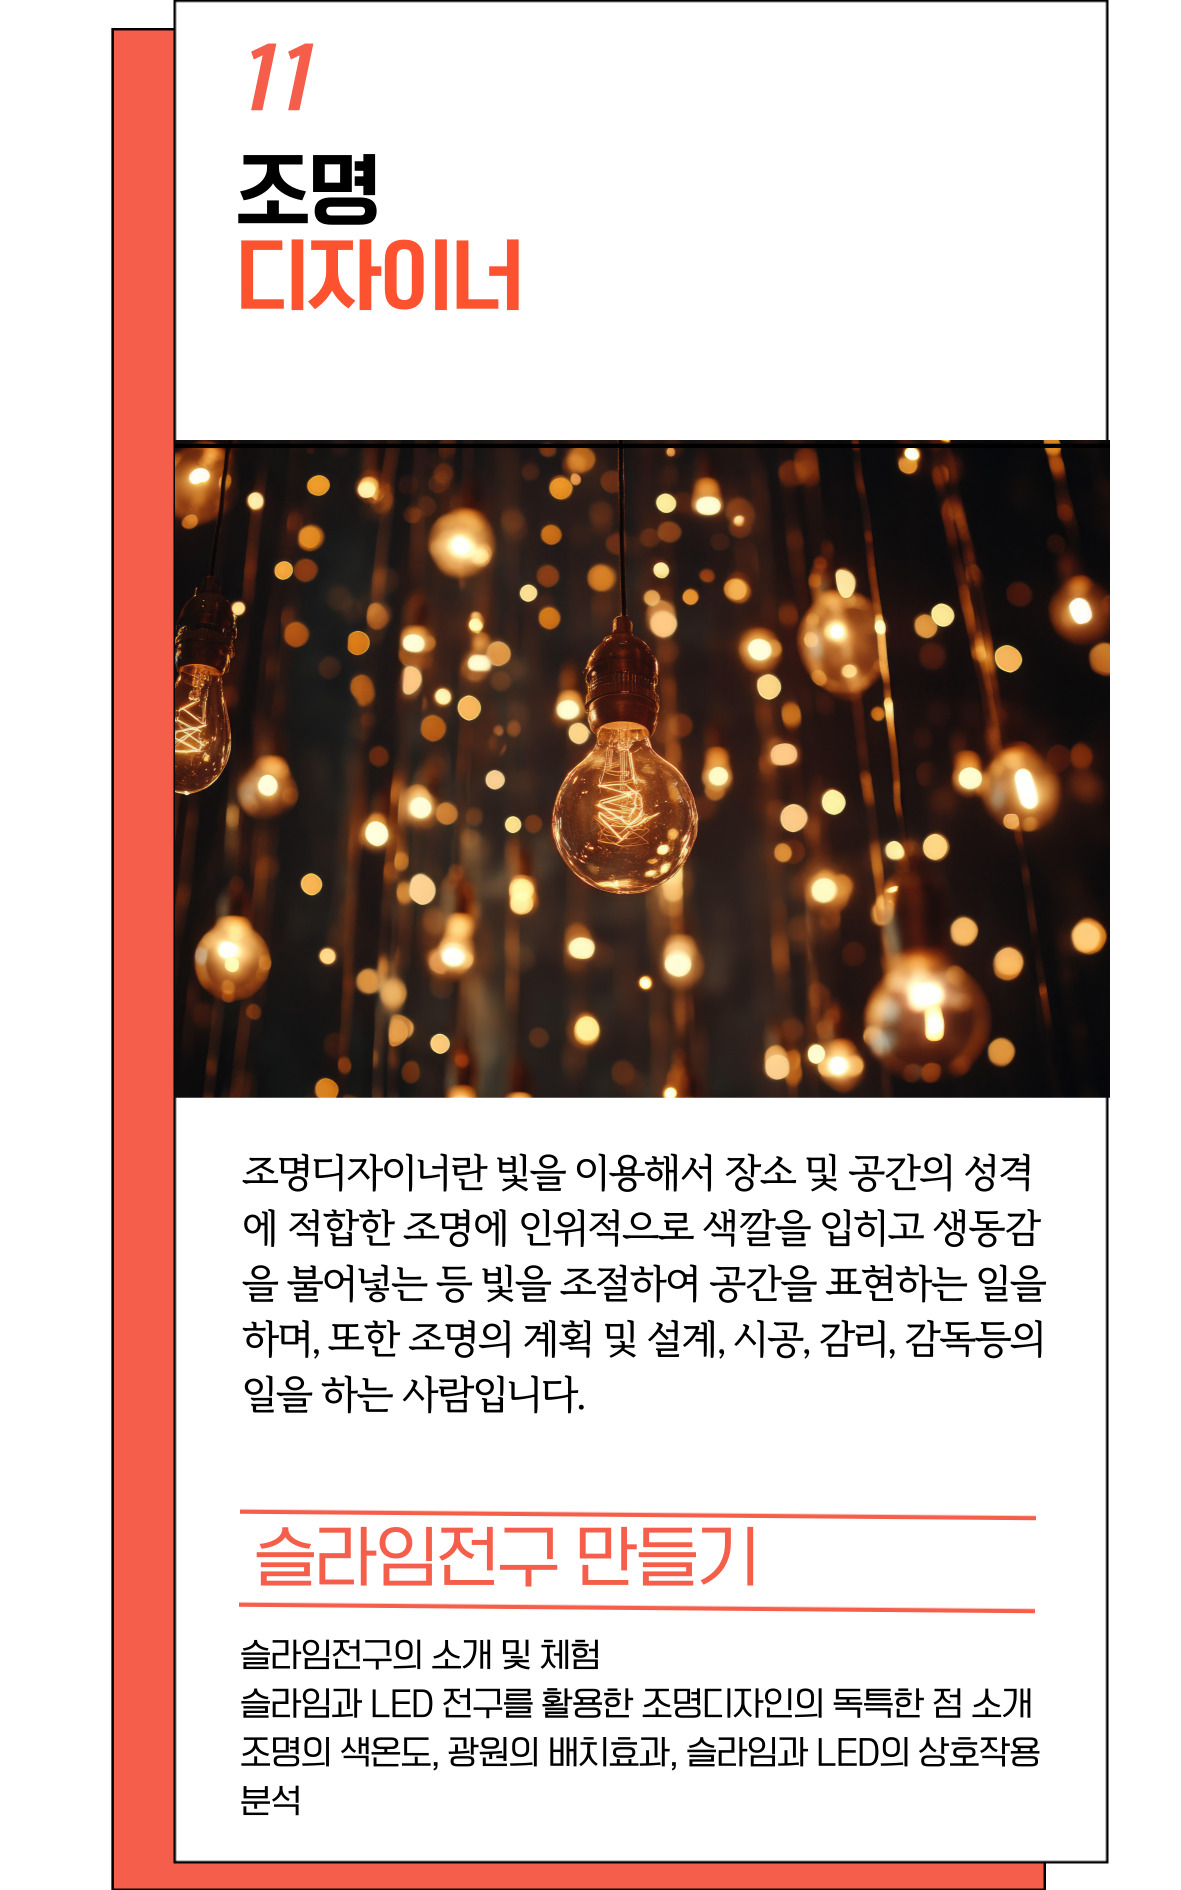 11
조명
디자이너
조명디자이너란 빛을 이용해서 장소 및 공간의 성격
에 적합한 조명에 인위적으로 색깔을 입히고 생동감
을 불어넣는 등 빛을 조절하여 공간을 표현하는 일을
하며, 또한 조명의 계획 및 설계, 시공, 감리, 감독등의
일을 하는 사람입니다.
슬라임전구 만들기
슬라임전구의 소개 및 체험
슬라임과 LED 전구를 활용한 조명디자인의 독특한 점 소개
조명의 색온도, 광원의 배치효과, 슬라임과 LED의 상호작용
분석